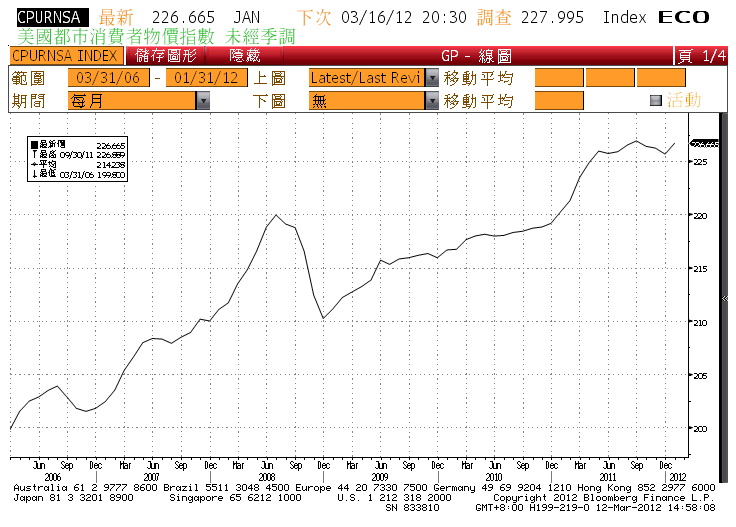 CPURNSA 最新 226.665 JAN 下次 03/16/12 20:30 調查 227.995 Index ECO
美國都市消費者物價指數 未經季調
CPURNSA INDEX 儲存圖形 隱藏 GP - 線圖 頁 1/4
範圍 03/31/06 - 01/31/12 上圖 Latest/Last Revi 移動平均
期間 每月 下圖 無 移動平均 活動
最新價 226.665
最高 09/30/11 226.889
平均 214.238
最低 03/31/06 199.800
226.665
225
220
215
210
205
200
Jun Sep Dec Mar Jun Sep Dec Mar Jun Sep Dec Mar Jun Sep Dec Mar Jun Sep Dec Mar Jun Sep Dec
2006 2007 2008 2009 2010 2011 2012
Australia 61 2 9777 8600 Brazil 5511 3048 4500 Europe 44 20 7330 7500 Germany 49 69 9204 1210 Hong Kong 852 2977 6000
Japan 81 3 3201 8900 Singapore 65 6212 1000 U.S. 1 212 318 2000 Copyright 2012 Bloomberg Finance L.P.
SN 833810 GMT+8:00 H199-219-0 12-Mar-2012 14:58:08